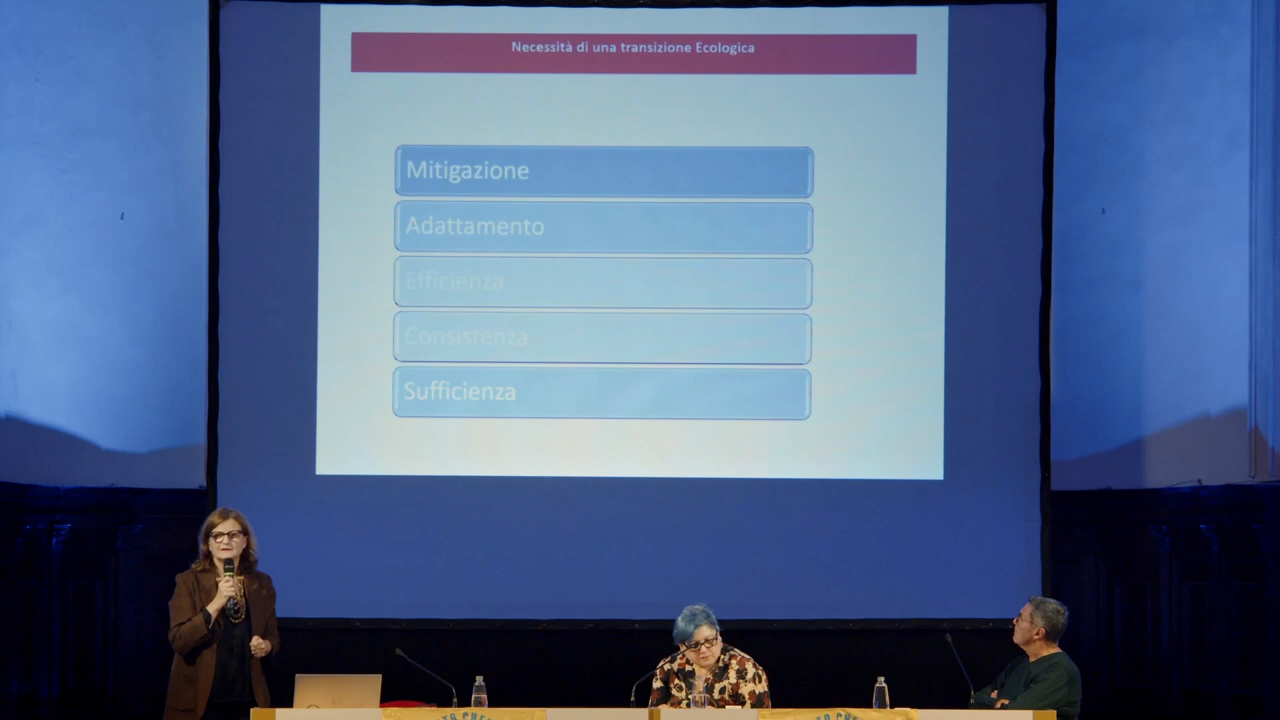 Necessità di una transizione Ecologica
Mitigazione
Adattamento
Efficienza
Consistenza
Sufficienza